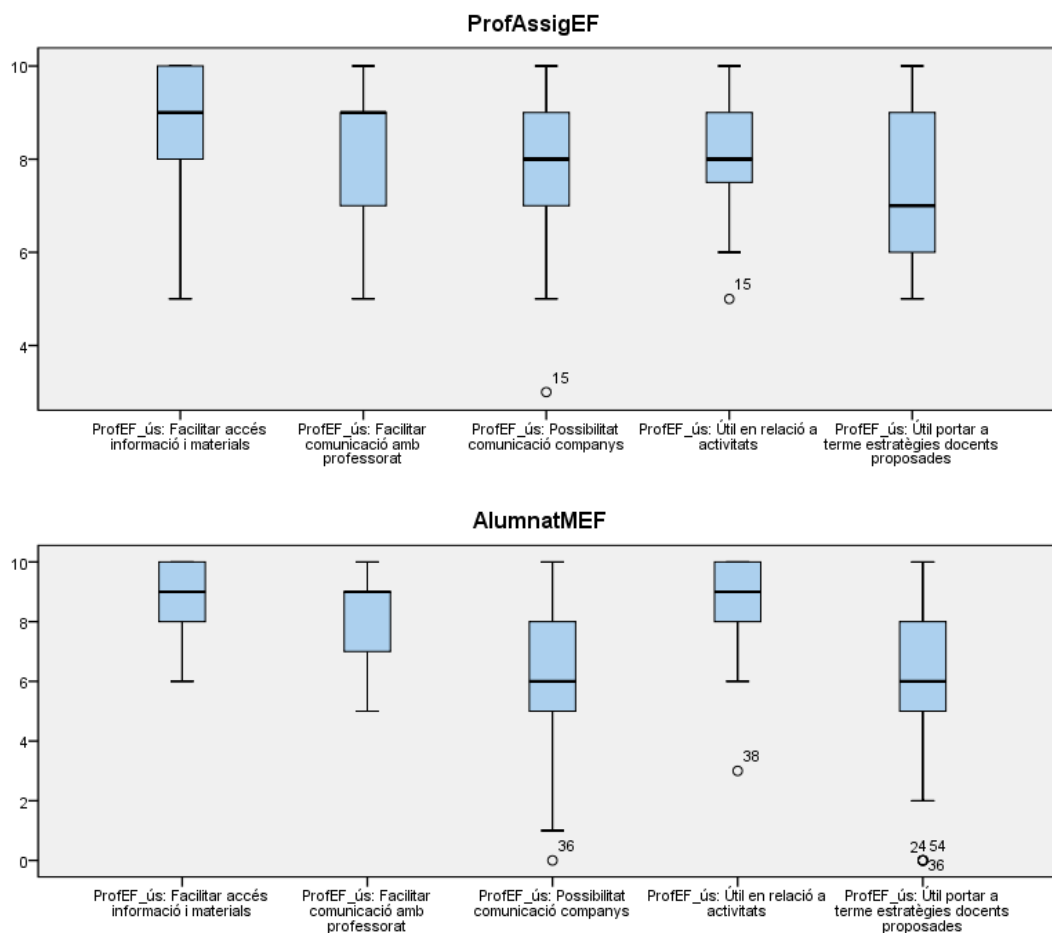 ProfAssigEF
10
8
6
4
15
15
ProfEF_ús: Facilitar accés
informació i materials
ProfEF_ús: Facilitar
comunicació amb
professorat
ProfEF_ús: Possibilitat
comunicació companys
ProfEF_ús: Útil en relació a
activitats
ProfEF_ús: Útil portar a
terme estratègies docents
proposades
AlumnatMEF
10
8
6
4
2
0
36
38
24 54
36
ProfEF_ús: Facilitar accés
informació i materials
ProfEF_ús: Facilitar
comunicació amb
professorat
ProfEF_ús: Possibilitat
comunicació companys
ProfEF_ús: Útil en relació a
activitats
ProfEF_ús: Útil portar a
terme estratègies docents
proposades